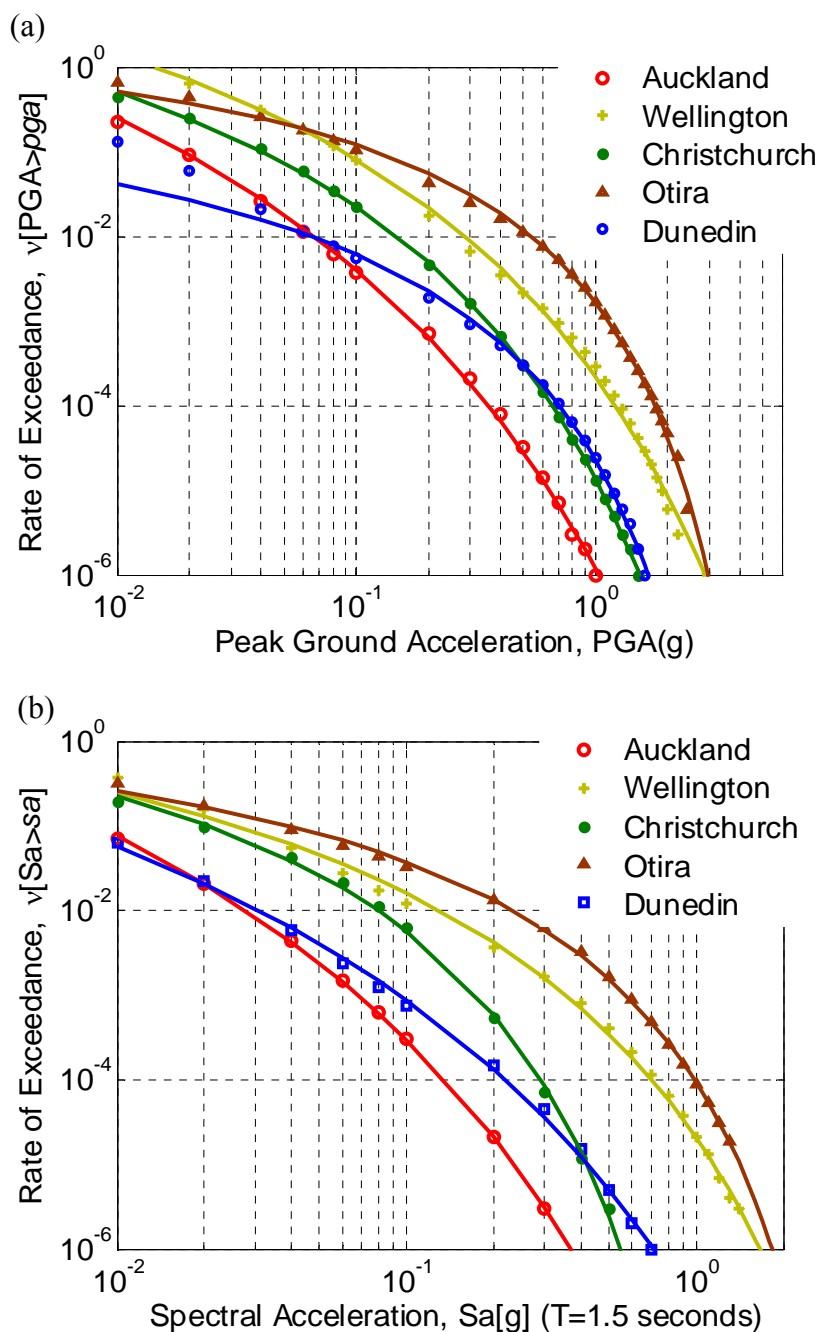 (a)
10^0
10^-2
10^-4
10^-6
Rate of Exceedance, ν[PGA>pga]
Auckland
Wellington
Christchurch
Otira
Dunedin
10^-2
10^-1
10^0
Peak Ground Acceleration, PGA(g)
(b)
10^0
10^-2
10^-4
10^-6
Rate of Exceedance, ν[Sa>sa]
Auckland
Wellington
Christchurch
Otira
Dunedin
10^-2
10^-1
10^0
Spectral Acceleration, Sa[g] (T=1.5 seconds)